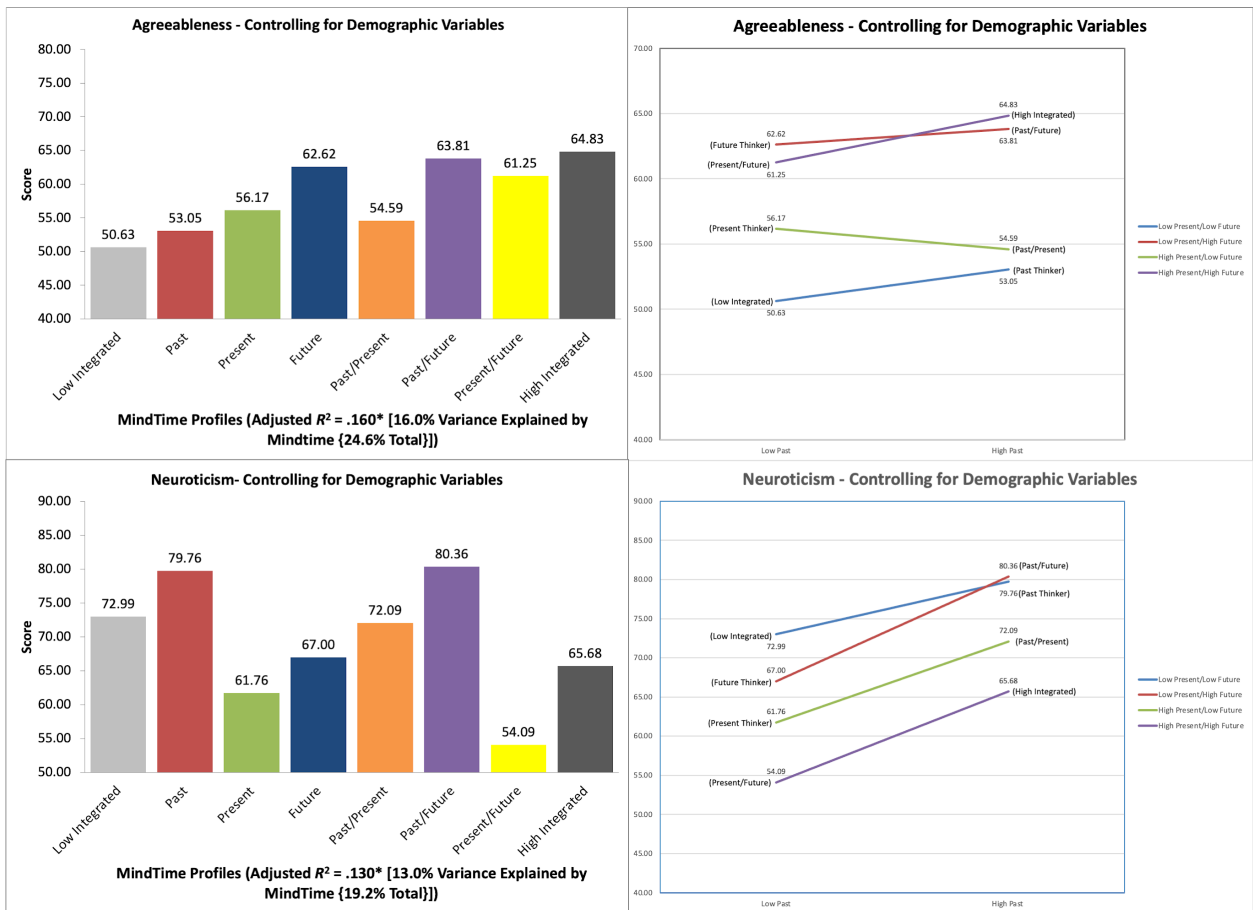 Agreeableness - Controlling for Demographic Variables
80.00
75.00
70.00
65.00
60.00
55.00
50.00
45.00
40.00
Score
50.63
53.05
56.17
62.62
54.59
63.81
61.25
64.83
Low Integrated
Past
Present
Future
Past/Present
Past/Future
Present/Future
High Integrated
MindTime Profiles (Adjusted R² = .160* [16.0% Variance Explained by
Mindtime {24.6% Total}])
Agreeableness - Controlling for Demographic Variables
70.00
65.00
60.00
55.00
50.00
45.00
40.00
62.62
(Future Thinker)
(Present/Future)
61.25
56.17
(Present Thinker)
(Low Integrated)
50.63
64.83
(High Integrated)
(Past/Future)
63.81
54.59
(Past/Present)
(Past Thinker)
53.05
Low Past
High Past
Low Present/Low Future
Low Present/High Future
High Present/Low Future
High Present/High Future
Neuroticism- Controlling for Demographic Variables
90.00
85.00
80.00
75.00
70.00
65.00
60.00
55.00
50.00
Score
72.99
79.76
61.76
67.00
72.09
80.36
54.09
65.68
Low Integrated
Past
Present
Future
Past/Present
Past/Future
Present/Future
High Integrated
MindTime Profiles (Adjusted R² = .130* [13.0% Variance Explained by
MindTime {19.2% Total}])
Neuroticism - Controlling for Demographic Variables
90.00
85.00
80.00
75.00
70.00
65.00
60.00
55.00
50.00
45.00
40.00
(Low Integrated)
72.99
67.00
(Future Thinker)
61.76
(Present Thinker)
54.09
(Present/Future)
80.36 (Past/Future)
79.76 (Past Thinker)
72.09
(Past/Present)
65.68
(High Integrated)
Low Past
High Past
Low Present/Low Future
Low Present/High Future
High Present/Low Future
High Present/High Future